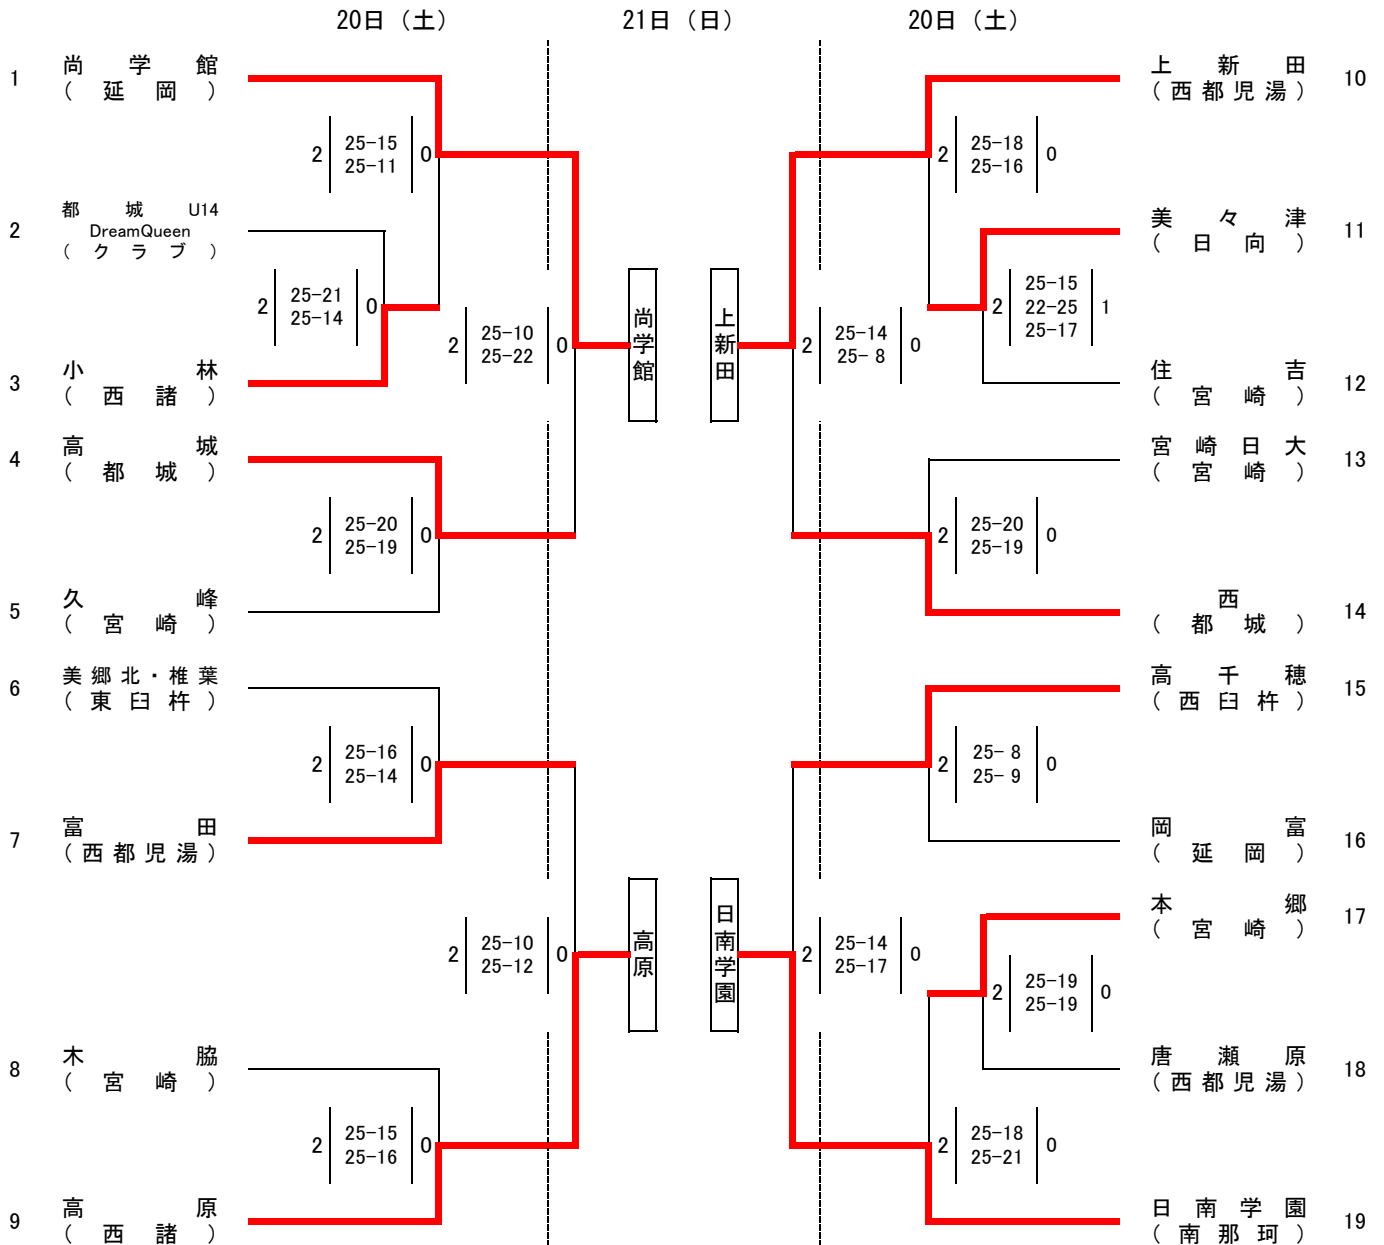 20日（土）
21日（日）
20日（土）
1
尚学館
（延岡）
2
都城U14
DreamQueen
（クラブ）
3
小林
（西諸）
4
高城
（都城）
5
久峰
（宮崎）
6
美郷北・椎葉
（東臼杵）
7
富田
（西都児湯）
8
木脇
（宮崎）
9
高原
（西諸）
2 25-15 0
25-11
2 25-21 0
25-14
2 25-10 0
25-22
2 25-20 0
25-19
2 25-16 0
25-14
2 25-10 0
25-12
2 25-15 0
25-16
尚学館
高原
上新田
日南学園
2 25-18 0
25-16
25-15
2 22-25 1
25-17
2 25-14 0
25- 8
2 25-20 0
25-19
2 25- 8 0
25- 9
2 25-14 0
25-17
2 25-19 0
25-19
2 25-18 0
25-21
上新田
（西都児湯）
10
美々津
（日向）
11
住吉
（宮崎）
12
宮崎日大
（宮崎）
13
西
（都城）
14
高千穂
（西臼杵）
15
岡富
（延岡）
16
本郷
（宮崎）
17
唐瀬原
（西都児湯）
18
日南学園
（南那珂）
19